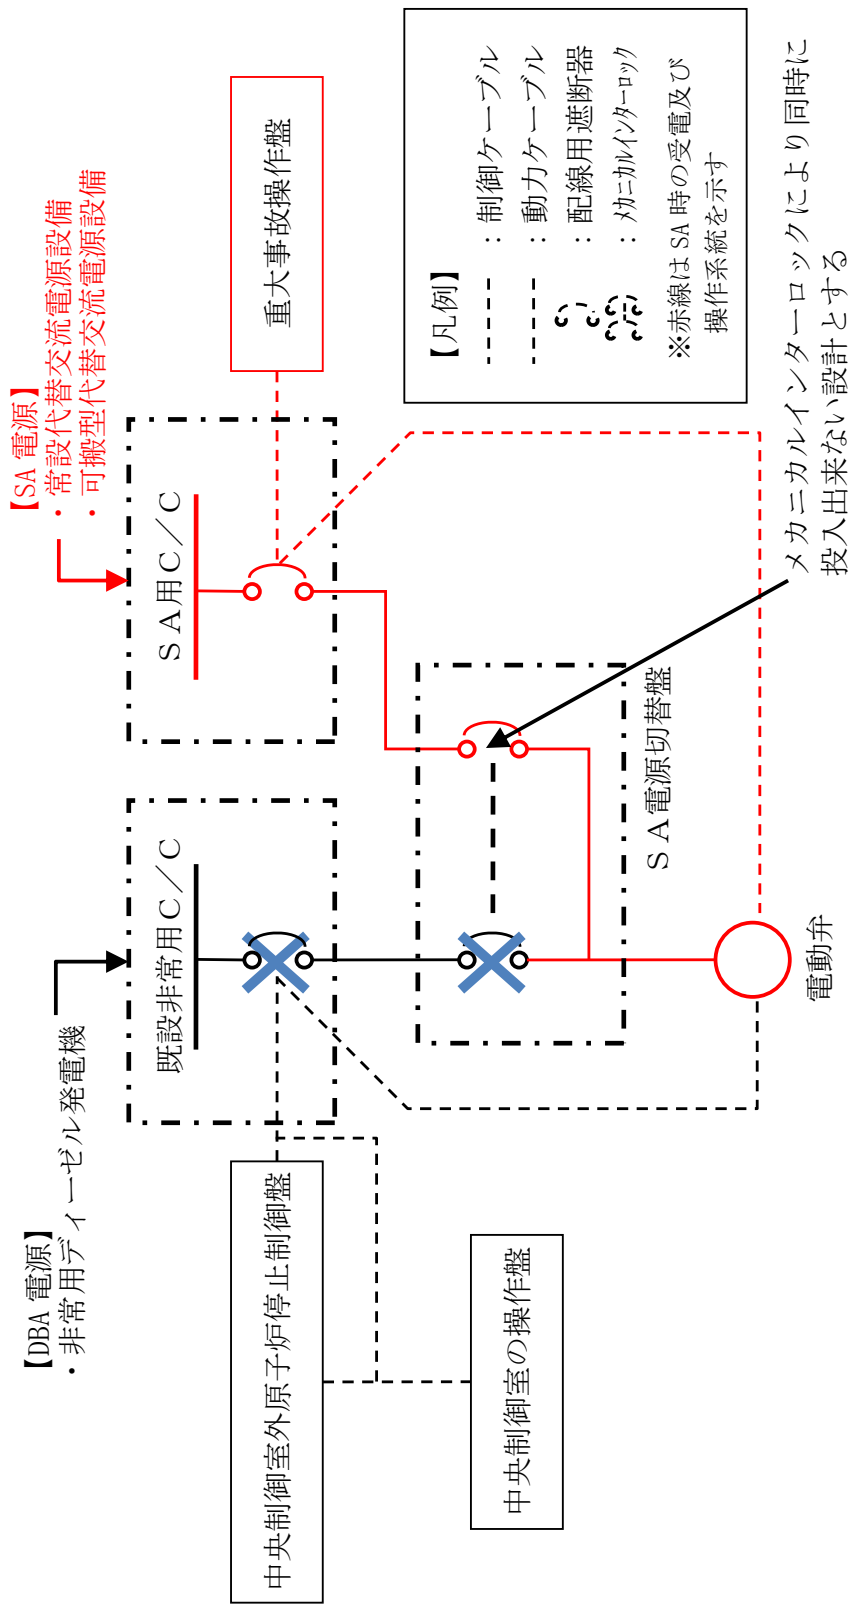 【DBA 電源】
・非常用ディーゼル発電機
【SA 電源】
・常設代替交流電源設備
・可搬型代替交流電源設備
既設非常用C／C
SA用C／C
中央制御室外原子炉停止制御盤
重大事故操作盤
中央制御室の操作盤
SA電源切替盤
電動弁
メカニカルインターロックにより同時に
投入出来ない設計とする
【凡例】
：制御ケーブル
：動力ケーブル
：配線用遮断器
：ﾒｶﾆｶﾙｲﾝﾀｰﾛｯｸ
※赤線は SA 時の受電及び
操作系統を示す